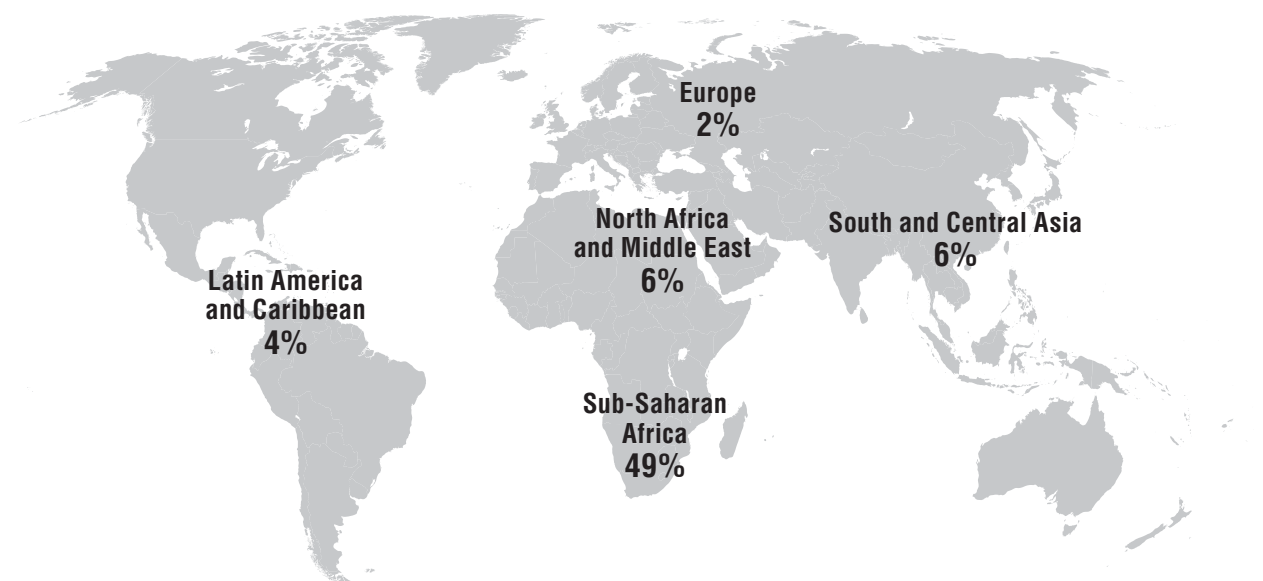 Europe
2%
North Africa
and Middle East
6%
South and Central Asia
6%
Latin America
and Caribbean
4%
Sub-Saharan
Africa
49%